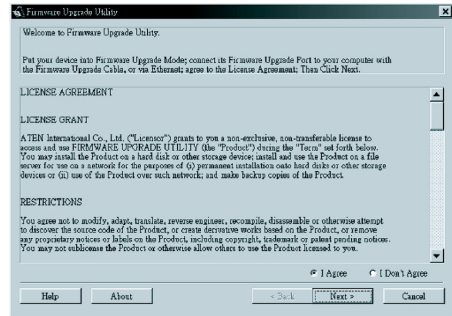 Firmware Upgrade Utility
Welcome to Firmware Upgrade Utility.
Put your device into Firmware Upgrade Mode; connect its Firmware Upgrade Port to your computer with
the Firmware Upgrade Cable, or via Ethernet; agree to the License Agreement; Then Click Next.
LICENSE AGREEMENT
LICENSE GRANT
ATEN International Co., Ltd. ("Licensor") grants to you a non-exclusive, non-transferable license to
access and use FIRMWARE UPGRADE UTILITY (the "Product") during the "Term" set forth below.
You may install the Product on a hard disk or other storage device; install and use the Product on a file
server for use on a network for the purposes of (i) permanent installation onto hard disks or other storage
devices or (ii) use of the Product over such network; and make backup copies of the Product.
RESTRICTIONS
You agree not to modify, adapt, translate, reverse engineer, decompile, disassemble or otherwise attempt
to discover the source code of the Product, or create derivative works based on the Product, or remove
any proprietary notices or labels on the Product, including copyright, trademark or patent pending notices.
You may not sublicense the Product or otherwise allow others to use the Product licensed to you.
I Agree I Don't Agree
Help About < Back Next > Cancel